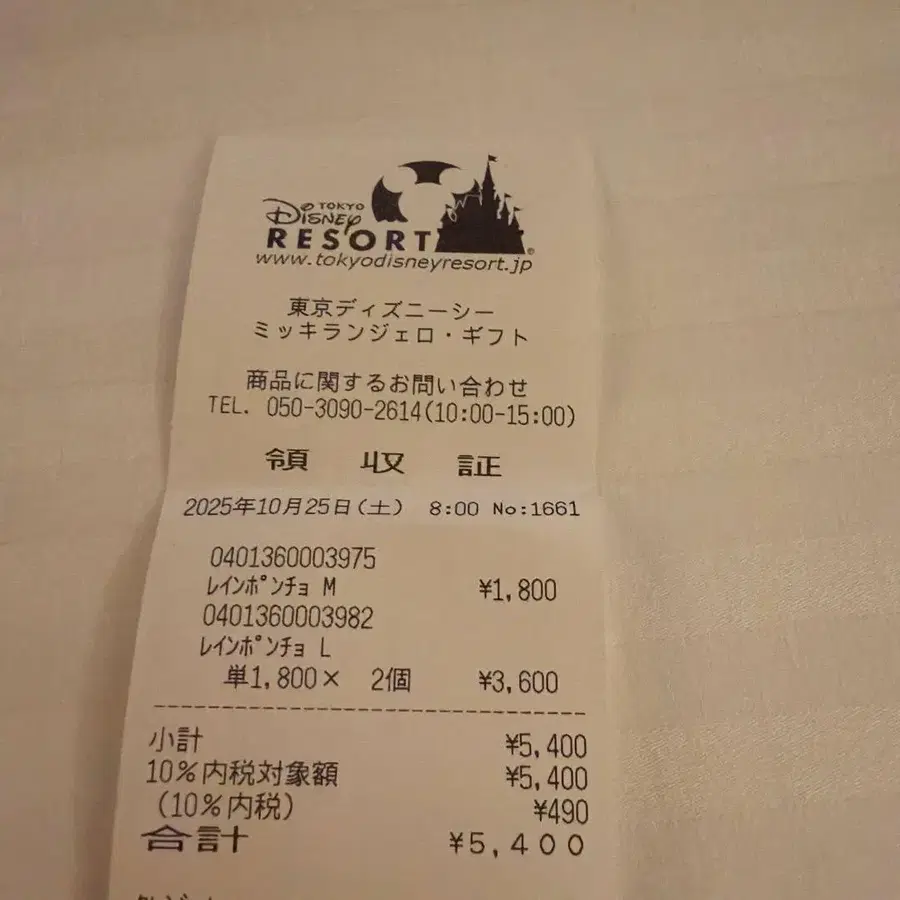 TOKYO
Disney
RESORT
www.tokyodisneyresort.jp
東京ディズニーシー
ミッキランジェロ・ギフト
商品に関するお問い合わせ
TEL. 050-3090-2614(10:00-15:00)
領 収 証
2025年10月25日(土) 8:00 No:1661
0401360003975
ﾚｲﾝﾎﾟﾝﾁｮ M ¥1,800
0401360003982
ﾚｲﾝﾎﾟﾝﾁｮ L
単1,800× 2個 ¥3,600
小計 ¥5,400
10%内税対象額 ¥5,400
(10%内税) ¥490
合計 ¥5,400